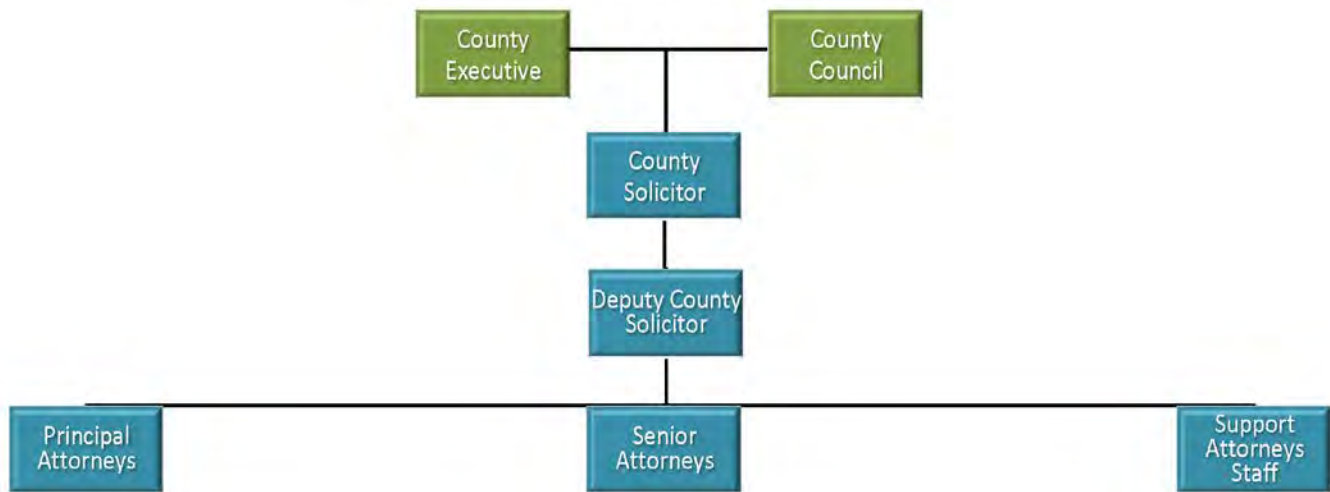 County
Executive
County
Council
County
Solicitor
Deputy County
Solicitor
Principal
Attorneys
Senior
Attorneys
Support
Attorneys
Staff